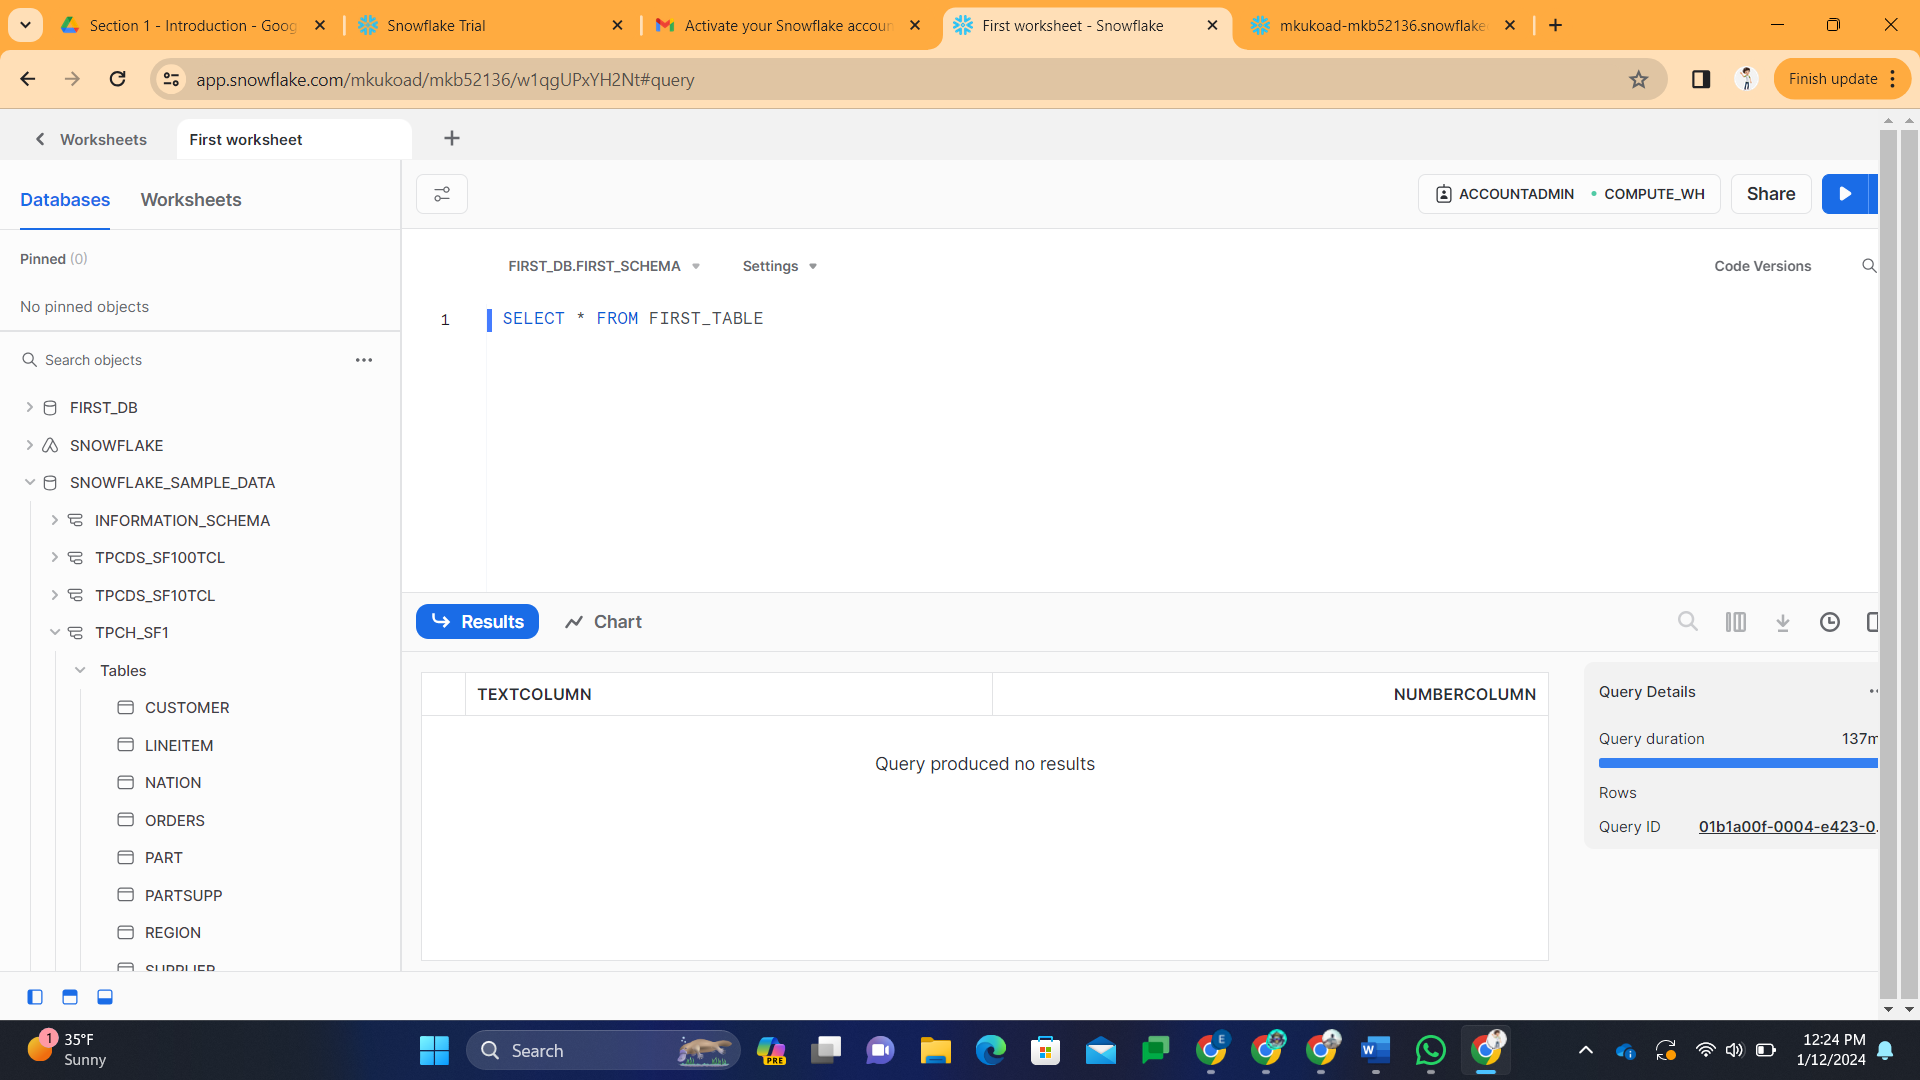 Section 1 - Introduction - Goog
Snowflake Trial
Activate your Snowflake accoun
First worksheet - Snowflake
mkukoad-mkb52136.snowflake
app.snowflake.com/mkukoad/mkb52136/w1qgUPxYH2Nt#query
Finish update
Worksheets
First worksheet
Databases
Worksheets
ACCOUNTADMIN
COMPUTE_WH
Share
Pinned (0)
No pinned objects
FIRST_DB.FIRST_SCHEMA
Settings
Code Versions
1 SELECT * FROM FIRST_TABLE
Search objects
FIRST_DB
SNOWFLAKE
SNOWFLAKE_SAMPLE_DATA
INFORMATION_SCHEMA
TPCDS_SF100TCL
TPCDS_SF10TCL
TPCH_SF1
Tables
CUSTOMER
LINEITEM
NATION
ORDERS
PART
PARTSUPP
REGION
SUPPLIER
Results
Chart
TEXTCOLUMN
NUMBERCOLUMN
Query produced no results
Query Details
Query duration 137m
Rows
Query ID 01b1a00f-0004-e423-0.
1
35°F
Sunny
Search
PRE
E
W
12:24 PM
1/12/2024